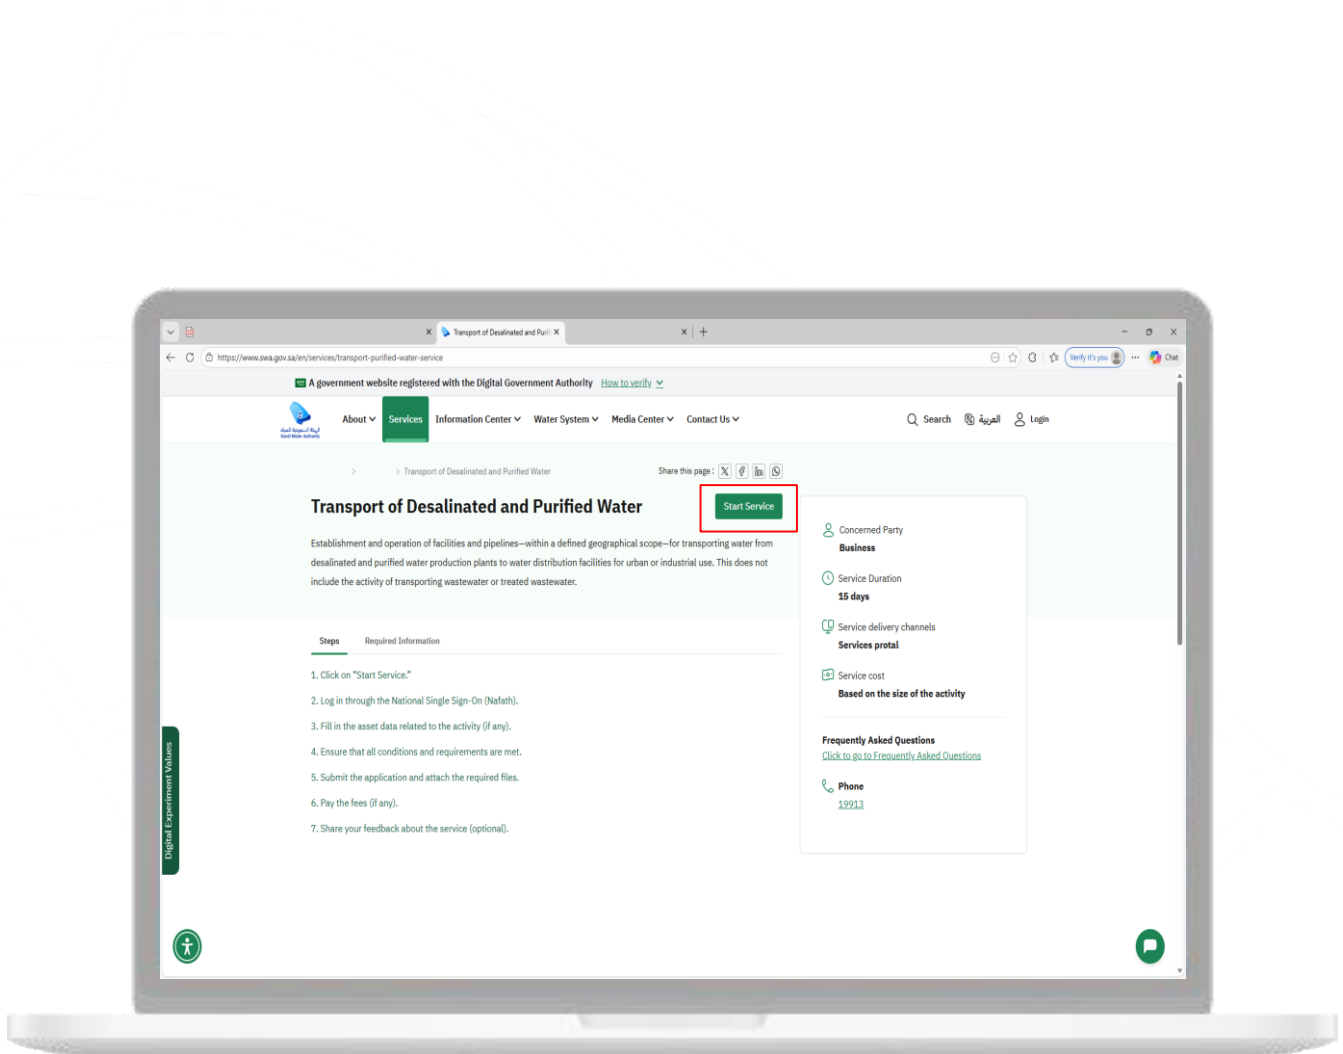 Transport of Desalinated and Purifi
https://www.swa.gov.sa/en/services/transport-purified-water-service
Verify it's you
Chat
A government website registered with the Digital Government Authority How to verify
الهيئة السعودية للمياه
Saudi Water Authority
About
Services
Information Center
Water System
Media Center
Contact Us
Search
العربية
Login
> > Transport of Desalinated and Purified Water
Share this page :
Transport of Desalinated and Purified Water
Start Service
Establishment and operation of facilities and pipelines—within a defined geographical scope—for transporting water from
desalinated and purified water production plants to water distribution facilities for urban or industrial use. This does not
include the activity of transporting wastewater or treated wastewater.
Concerned Party
Business
Service Duration
15 days
Service delivery channels
Services protal
Service cost
Based on the size of the activity
Frequently Asked Questions
Click to go to Frequently Asked Questions
Phone
19913
Steps
Required Information
1. Click on "Start Service."
2. Log in through the National Single Sign-On (Nafath).
3. Fill in the asset data related to the activity (if any).
4. Ensure that all conditions and requirements are met.
5. Submit the application and attach the required files.
6. Pay the fees (if any).
7. Share your feedback about the service (optional).
Digital Experiment Values